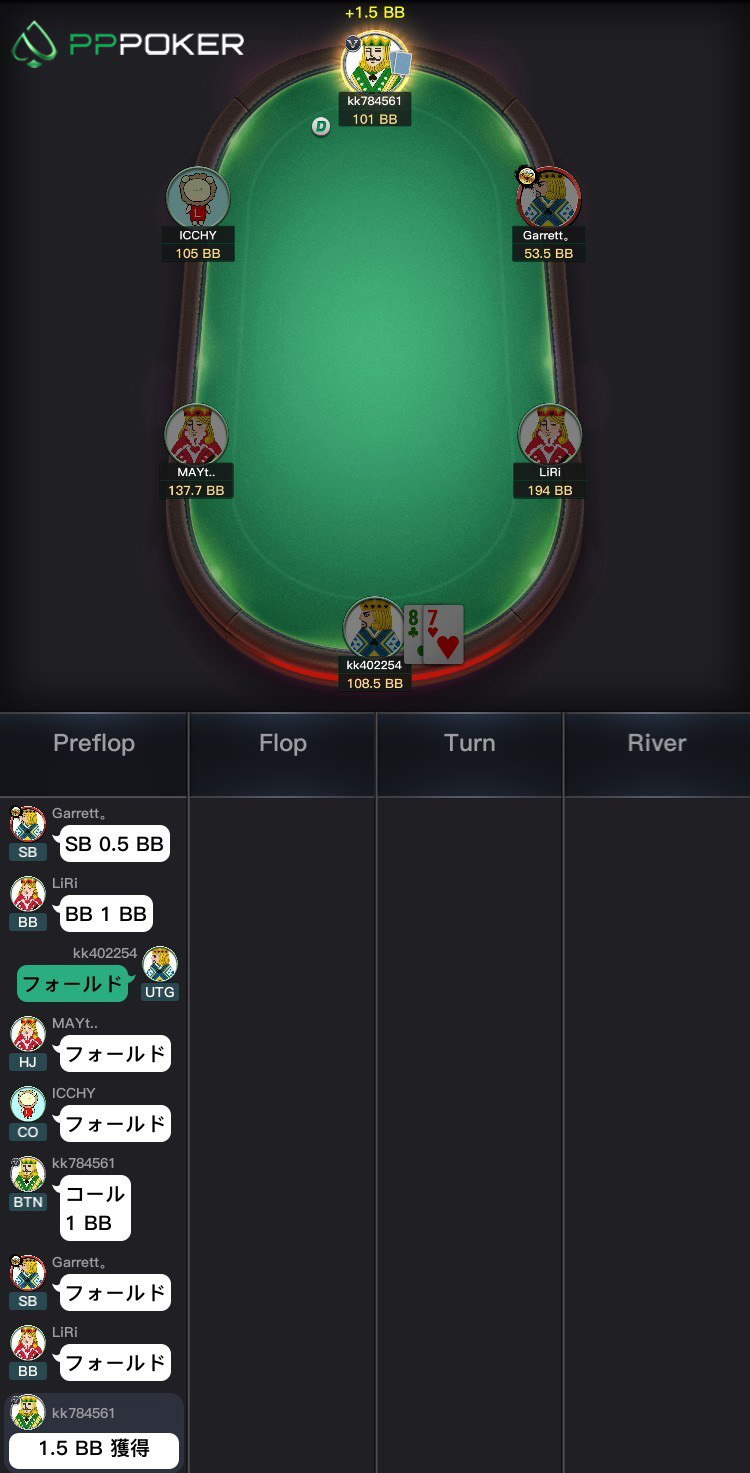 +1.5 BB
PPPOKER
kk784561
101 BB
D
ICCHY
105 BB
Garrett。
53.5 BB
MAYt..
137.7 BB
LiRi
194 BB
8 7
kk402254
108.5 BB
Preflop Flop Turn River
Garrett。
SB 0.5 BB
SB
LiRi
BB 1 BB
BB
kk402254
フォールド
UTG
MAYt..
フォールド
HJ
ICCHY
フォールド
CO
kk784561
コール
1 BB
BTN
Garrett。
フォールド
SB
LiRi
フォールド
BB
kk784561
1.5 BB 獲得